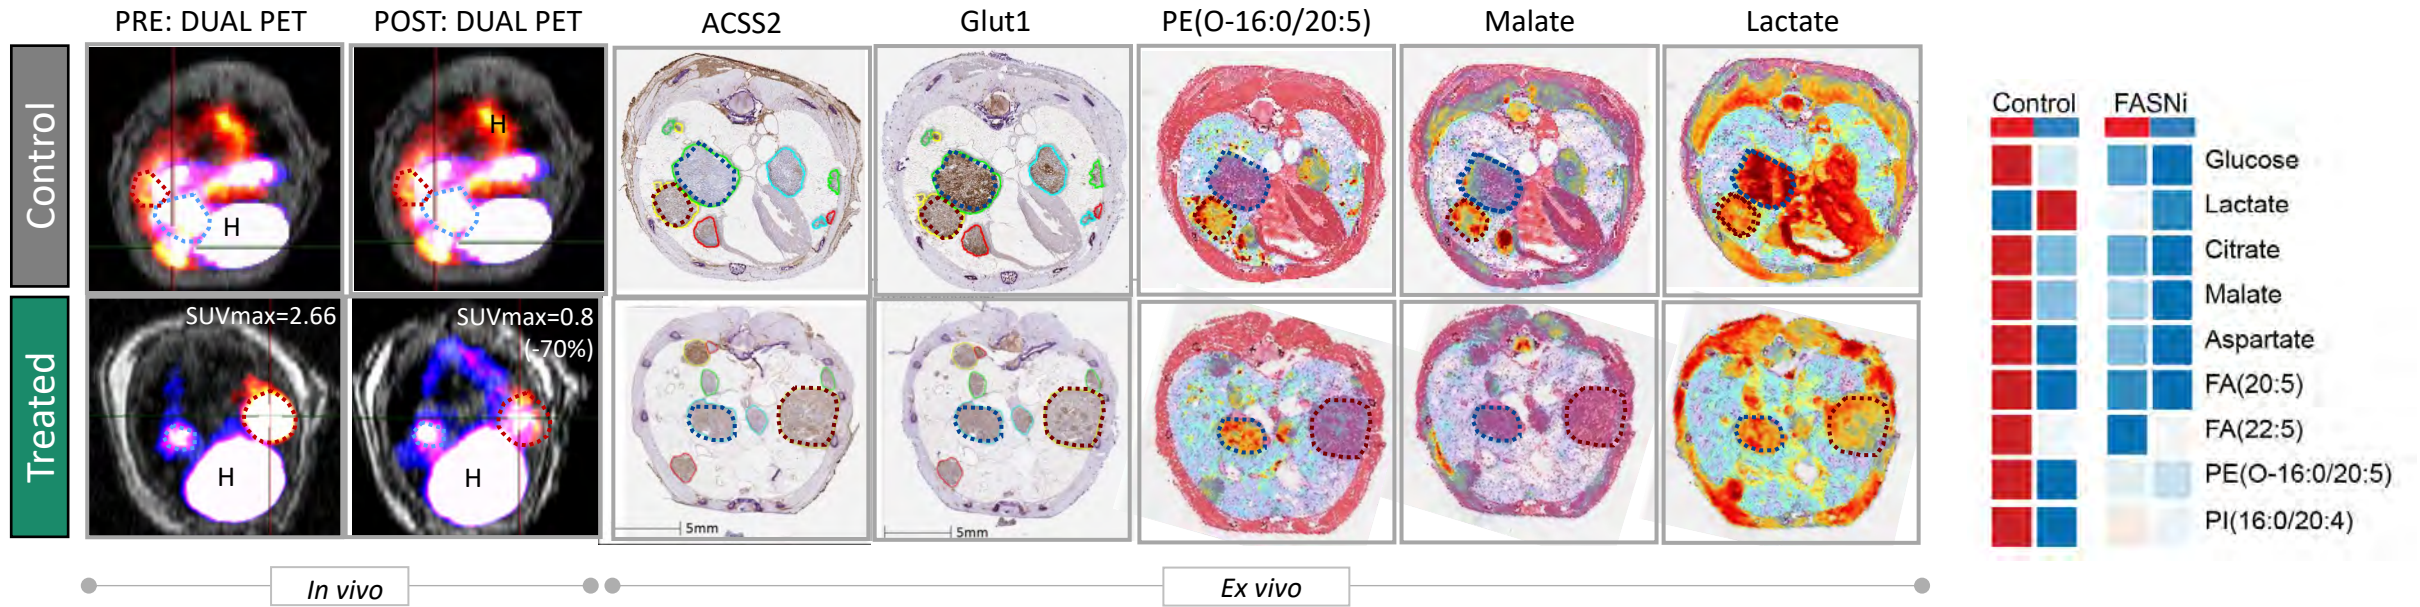 PRE: DUAL PET
POST: DUAL PET
ACSS2
Glut1
PE(O-16:0/20:5)
Malate
Lactate
Control
H
H
Treated
SUVmax=2.66
H
SUVmax=0.8
(-70%)
H
5mm
5mm
In vivo
Ex vivo
Control FASNi
Glucose
Lactate
Citrate
Malate
Aspartate
FA(20:5)
FA(22:5)
PE(O-16:0/20:5)
PI(16:0/20:4)